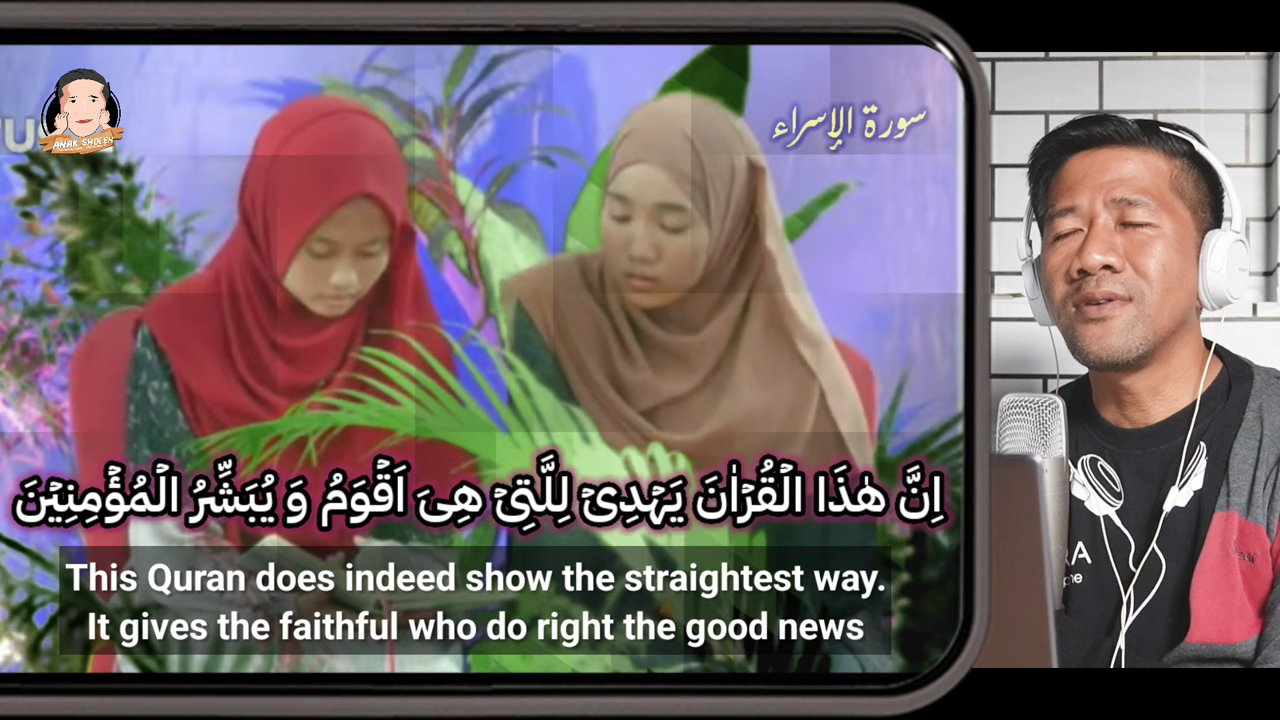 ANAK SHOLEH
سورة الإسراء
اِنَّ هٰذَا الۡقُرۡاٰنَ يَهۡدِىۡ لِلَّتِىۡ هِىَ اَقۡوَمُ وَ يُبَشِّرُ الۡمُؤۡمِنِيۡنَ
This Quran does indeed show the straightest way.
It gives the faithful who do right the good news